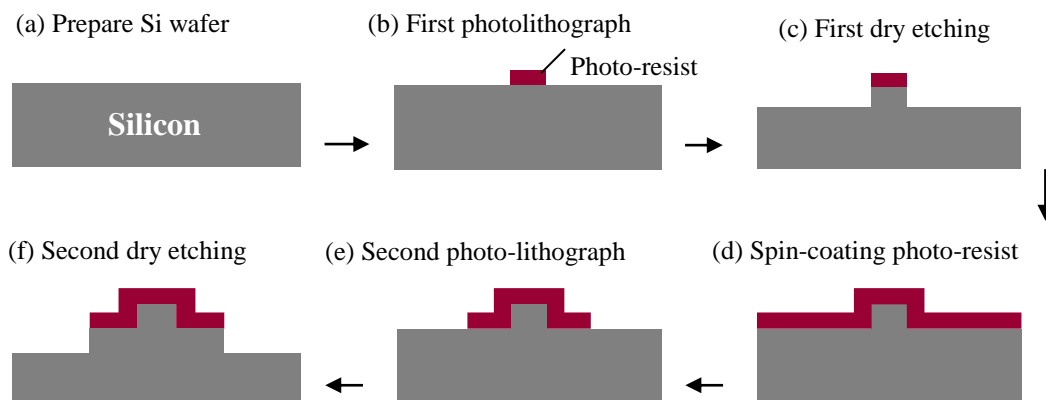 (a) Prepare Si wafer
(b) First photolithograph
(c) First dry etching
Photo-resist
Silicon
(f) Second dry etching
(e) Second photo-lithograph
(d) Spin-coating photo-resist